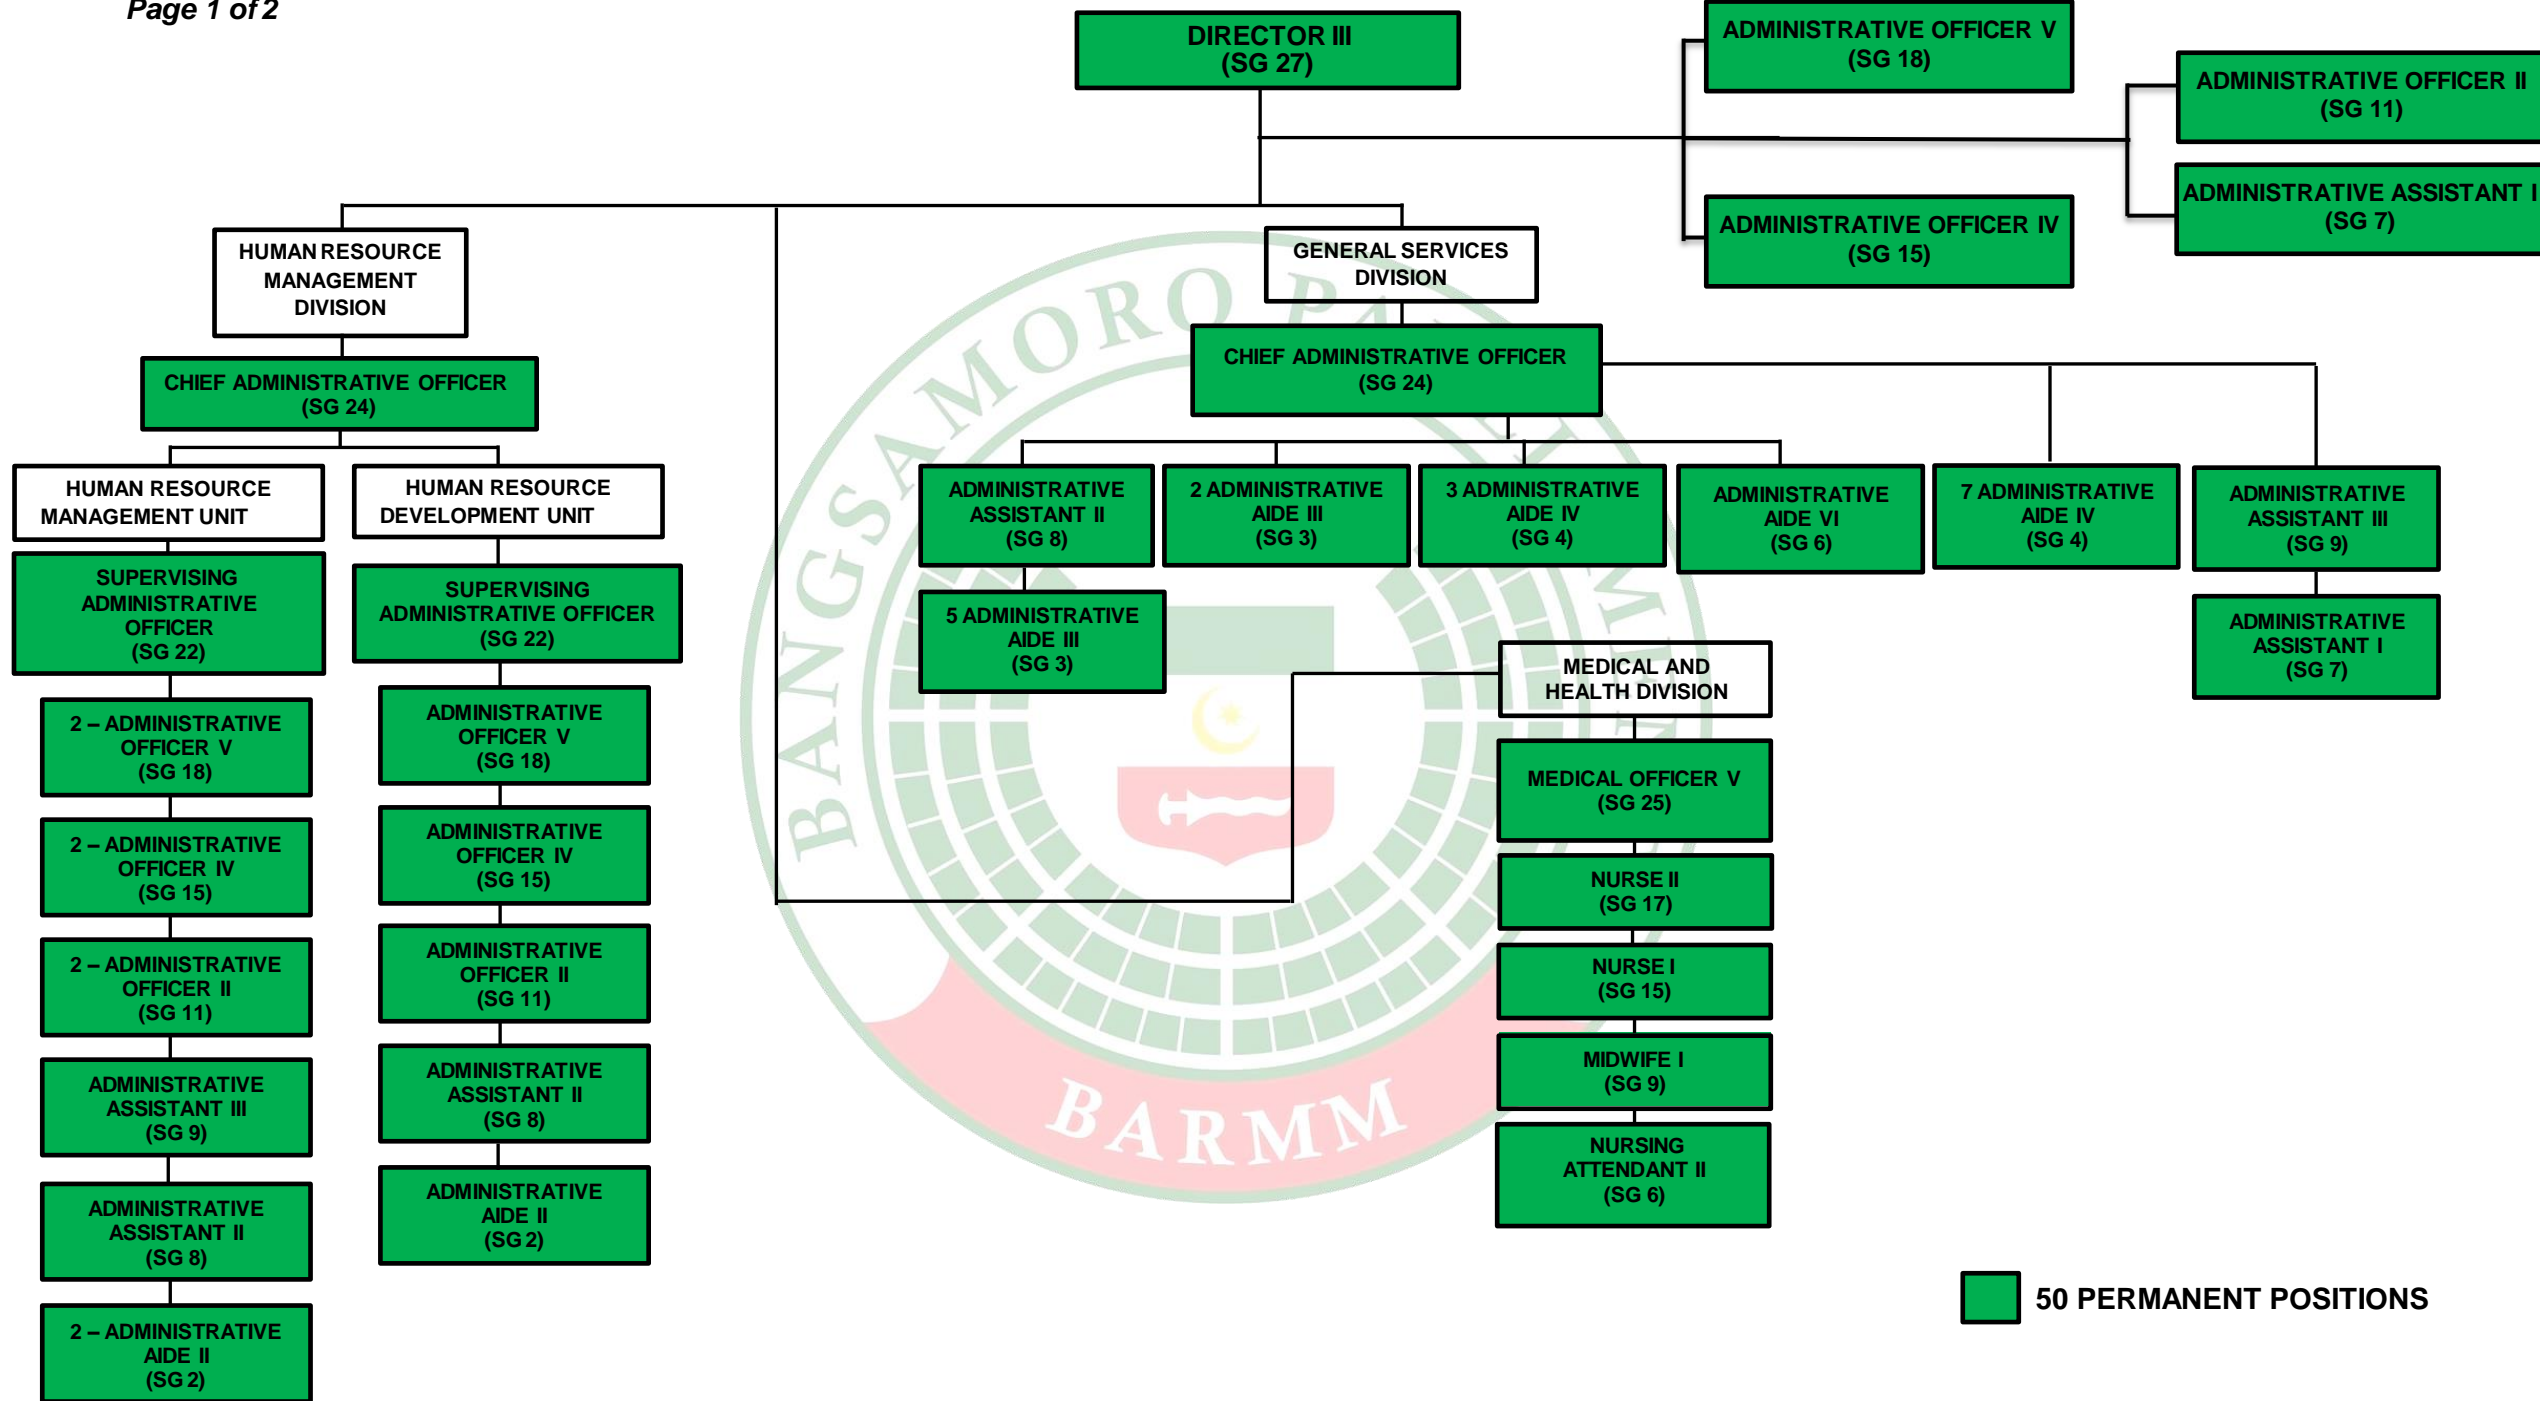 Page 1 of 2
DIRECTOR III
(SG 27)
ADMINISTRATIVE OFFICER V
(SG 18)
ADMINISTRATIVE OFFICER II
(SG 11)
ADMINISTRATIVE ASSISTANT I
(SG 7)
ADMINISTRATIVE OFFICER IV
(SG 15)
HUMAN RESOURCE
MANAGEMENT
DIVISION
GENERAL SERVICES
DIVISION
CHIEF ADMINISTRATIVE OFFICER
(SG 24)
CHIEF ADMINISTRATIVE OFFICER
(SG 24)
HUMAN RESOURCE
MANAGEMENT UNIT
SUPERVISING
ADMINISTRATIVE
OFFICER
(SG 22)
2 – ADMINISTRATIVE
OFFICER V
(SG 18)
2 – ADMINISTRATIVE
OFFICER IV
(SG 15)
2 – ADMINISTRATIVE
OFFICER II
(SG 11)
ADMINISTRATIVE
ASSISTANT III
(SG 9)
ADMINISTRATIVE
ASSISTANT II
(SG 8)
2 – ADMINISTRATIVE
AIDE II
(SG 2)
HUMAN RESOURCE
DEVELOPMENT UNIT
SUPERVISING
ADMINISTRATIVE OFFICER
(SG 22)
ADMINISTRATIVE
OFFICER V
(SG 18)
ADMINISTRATIVE
OFFICER IV
(SG 15)
ADMINISTRATIVE
OFFICER II
(SG 11)
ADMINISTRATIVE
ASSISTANT II
(SG 8)
ADMINISTRATIVE
AIDE II
(SG 2)
ADMINISTRATIVE
ASSISTANT II
(SG 8)
5 ADMINISTRATIVE
AIDE III
(SG 3)
2 ADMINISTRATIVE
AIDE III
(SG 3)
3 ADMINISTRATIVE
AIDE IV
(SG 4)
ADMINISTRATIVE
AIDE VI
(SG 6)
7 ADMINISTRATIVE
AIDE IV
(SG 4)
ADMINISTRATIVE
ASSISTANT III
(SG 9)
ADMINISTRATIVE
ASSISTANT I
(SG 7)
MEDICAL AND
HEALTH DIVISION
MEDICAL OFFICER V
(SG 25)
NURSE II
(SG 17)
NURSE I
(SG 15)
MIDWIFE I
(SG 9)
NURSING
ATTENDANT II
(SG 6)
50 PERMANENT POSITIONS
BANGSAMORO
BARMM